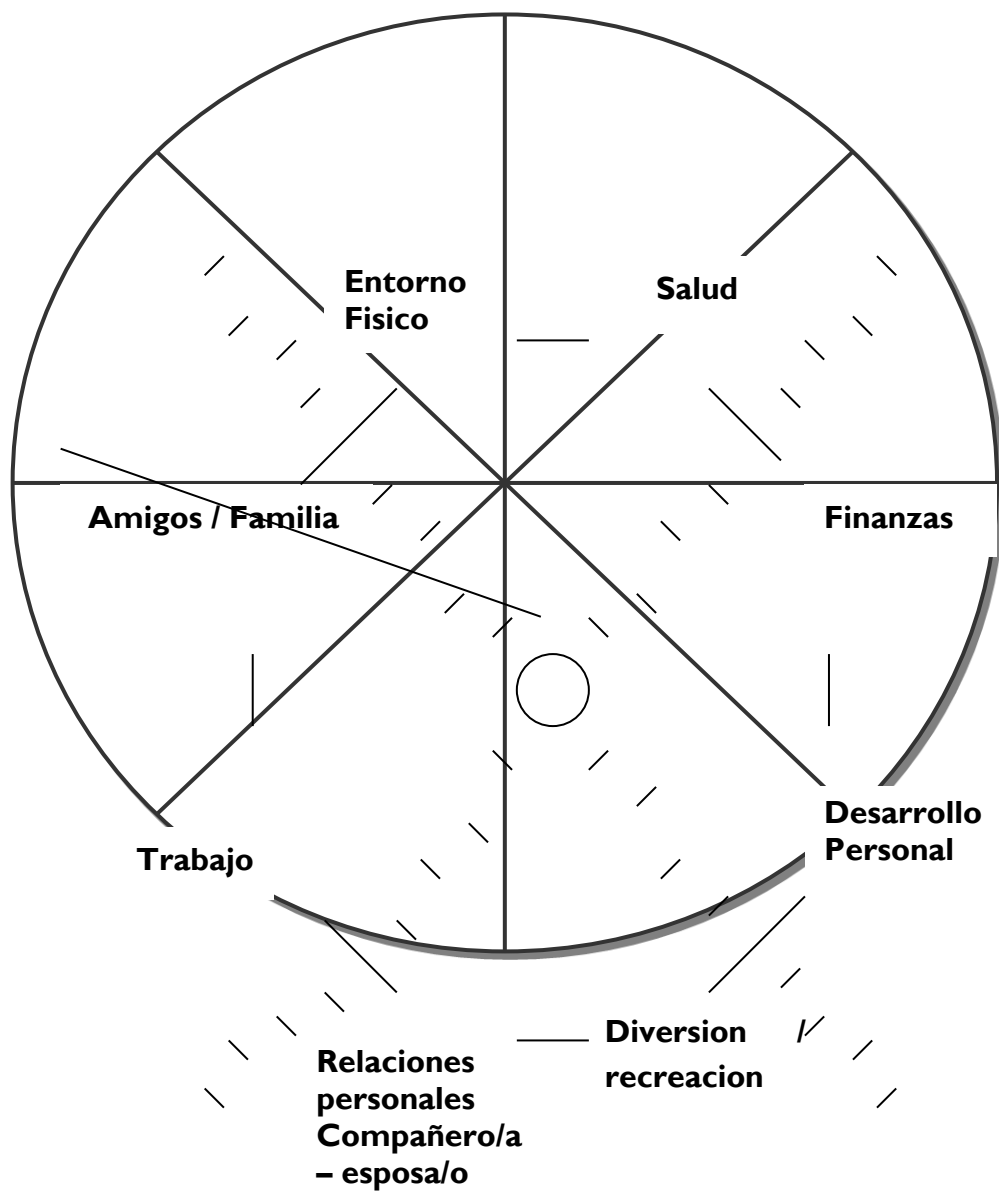 Entorno
Fisico
Salud
Amigos / Familia
Finanzas
Desarrollo
Personal
Trabajo
Diversion /
recreacion
Relaciones
personales
Compañero/a
– esposa/o